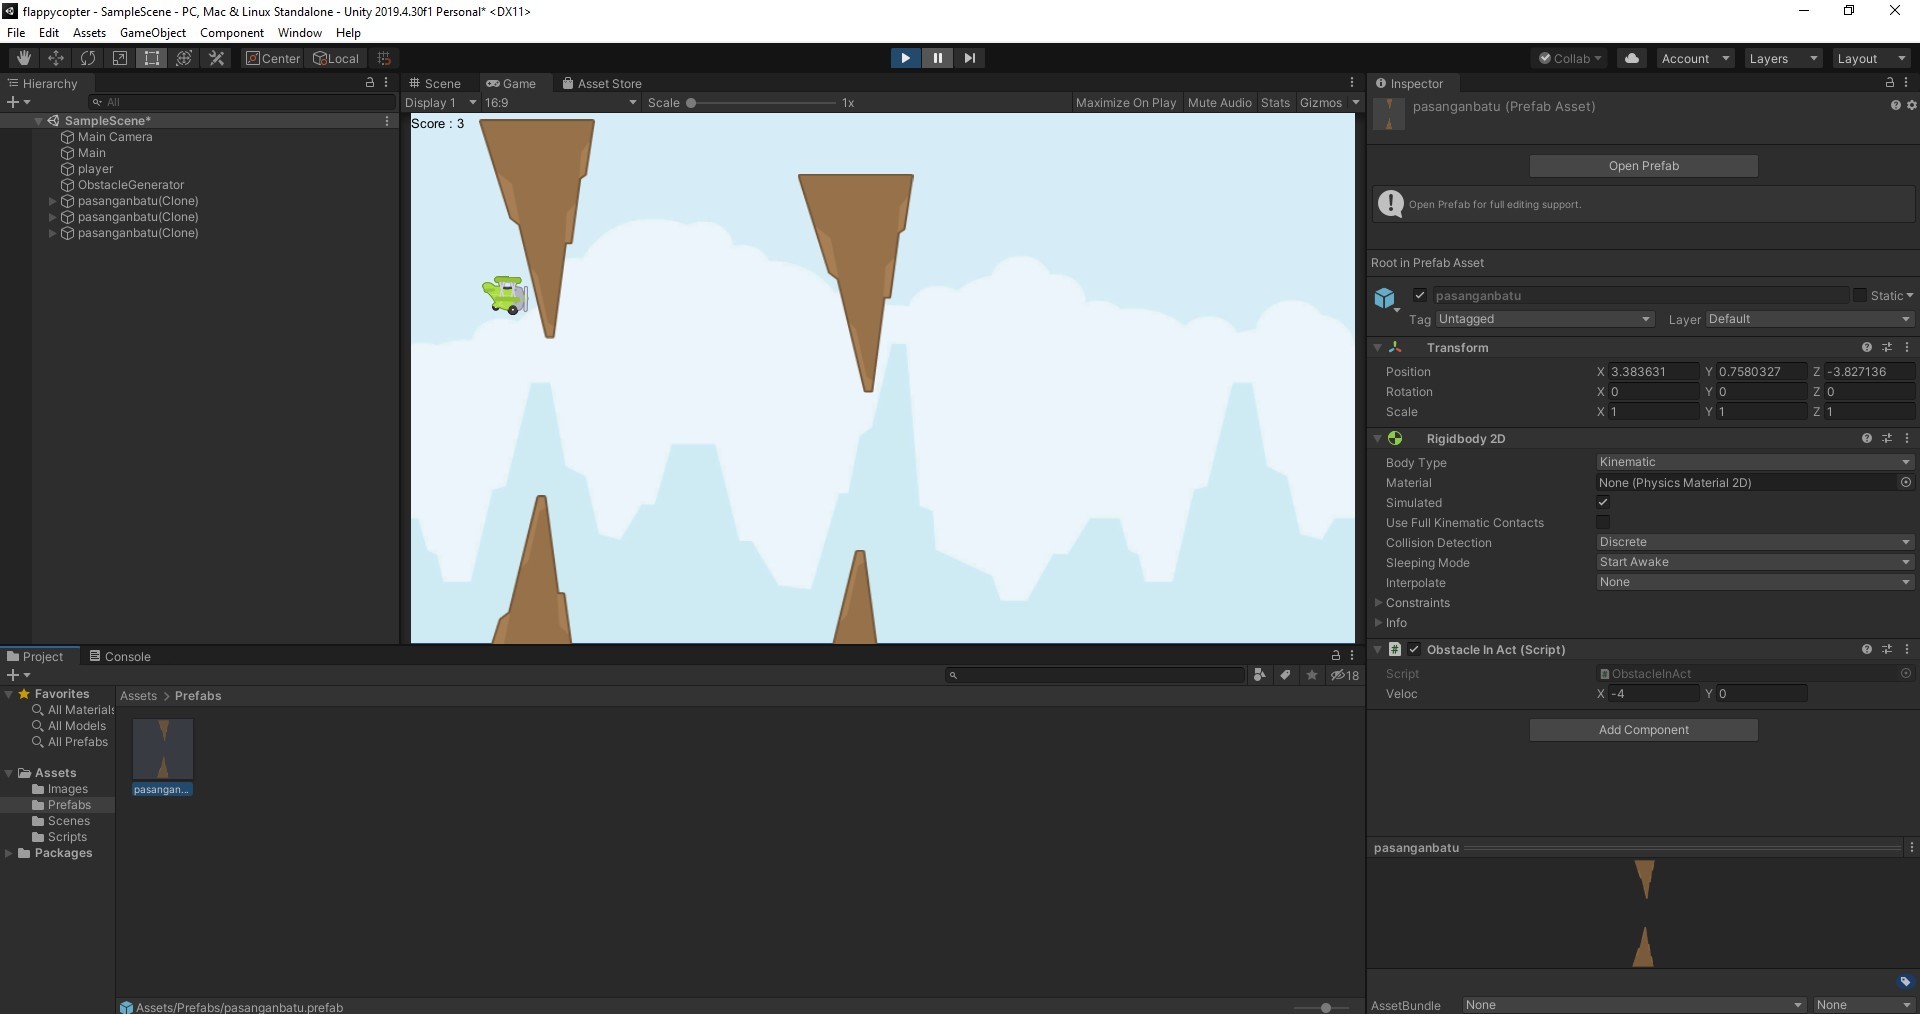 flappycopter - SampleScene - PC, Mac & Linux Standalone - Unity 2019.4.30f1 Personal* <DX11>
File Edit Assets GameObject Component Window Help
Center Local Collab Account Layers Layout
Hierarchy
All
SampleScene*
Main Camera
Main
player
ObstacleGenerator
pasanganbatu(Clone)
pasanganbatu(Clone)
pasanganbatu(Clone)
Scene Game Asset Store
Display 1 16:9 Scale 1x Maximize On Play Mute Audio Stats Gizmos
Score : 3
Project Console
18
Favorites
All Materials
All Models
All Prefabs
Assets
Images
Prefabs
Scenes
Scripts
Packages
Assets > Prefabs
pasangan...
Assets/Prefabs/pasanganbatu.prefab
Inspector
pasanganbatu (Prefab Asset)
Open Prefab
Open Prefab for full editing support.
Root in Prefab Asset
pasanganbatu Static
Tag Untagged Layer Default
Transform
Position X 3.383631 Y 0.7580327 Z -3.827136
Rotation X 0 Y 0 Z 0
Scale X 1 Y 1 Z 1
Rigidbody 2D
Body Type Kinematic
Material None (Physics Material 2D)
Simulated
Use Full Kinematic Contacts
Collision Detection Discrete
Sleeping Mode Start Awake
Interpolate None
Constraints
Info
# Obstacle In Act (Script)
Script ObstacleInAct
Veloc X -4 Y 0
Add Component
pasanganbatu
AssetBundle None None